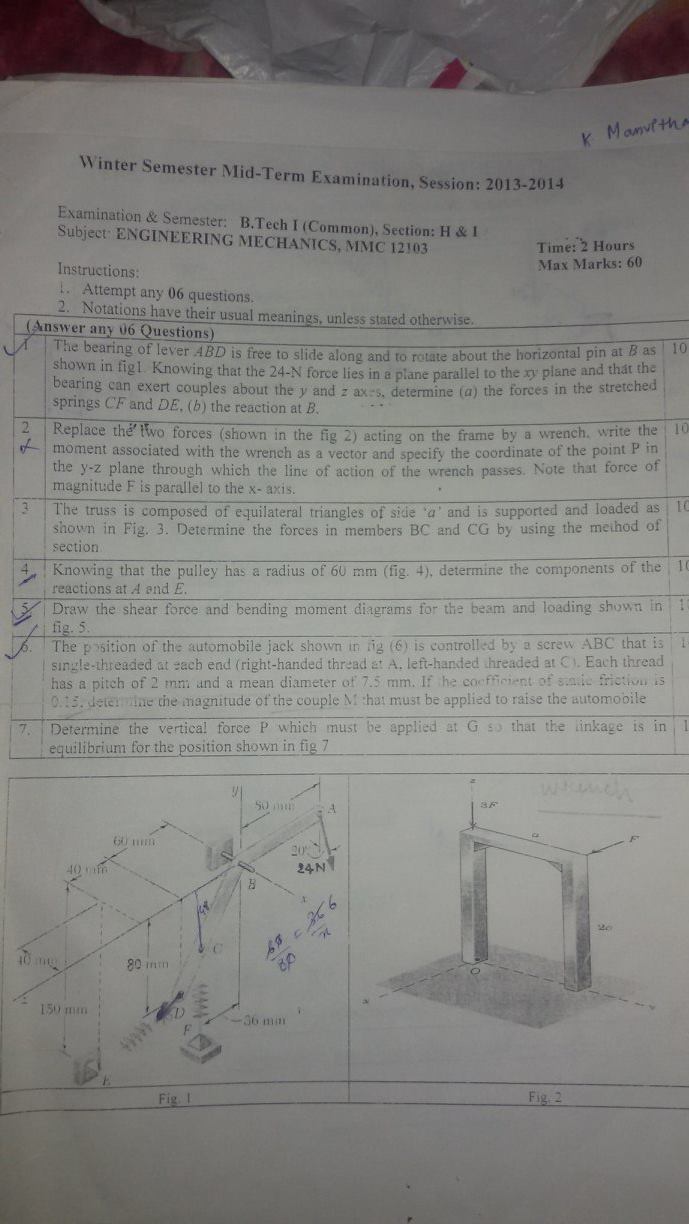 K. Manvitha
Winter Semester Mid-Term Examination, Session: 2013-2014
Examination & Semester: B.Tech I (Common), Section: H & I
Subject: ENGINEERING MECHANICS, MMC 12103
Time: 2 Hours
Max Marks: 60
Instructions:
1. Attempt any 06 questions.
2. Notations have their usual meanings, unless stated otherwise.
(Answer any 06 Questions)
1 The bearing of lever ABD is free to slide along and to rotate about the horizontal pin at B as 10
shown in fig1. Knowing that the 24-N force lies in a plane parallel to the xy plane and that the
bearing can exert couples about the y and z axes, determine (a) the forces in the stretched
springs CF and DE, (b) the reaction at B.
2 Replace the two forces (shown in the fig 2) acting on the frame by a wrench. write the 10
moment associated with the wrench as a vector and specify the coordinate of the point P in
the y-z plane through which the line of action of the wrench passes. Note that force of
magnitude F is parallel to the x- axis.
3 The truss is composed of equilateral triangles of side 'a' and is supported and loaded as 10
shown in Fig. 3. Determine the forces in members BC and CG by using the method of
section
4. Knowing that the pulley has a radius of 60 mm (fig. 4), determine the components of the 10
reactions at A and E.
5. Draw the shear force and bending moment diagrams for the beam and loading shown in 1
fig. 5.
6. The position of the automobile jack shown in fig (6) is controlled by a screw ABC that is 1
single-threaded at each end (right-handed thread at A, left-handed threaded at C). Each thread
has a pitch of 2 mm and a mean diameter of 7.5 mm. If the coefficient of static friction is
0.15, determine the magnitude of the couple M that must be applied to raise the automobile
7. Determine the vertical force P which must be applied at G so that the linkage is in 1
equilibrium for the position shown in fig 7
y
80 mm
A
60 mm
20°
24N
40 mm
B
x
C
40 mm
80 mm
z
150 mm
D
F
36 mm
E
Fig. 1
wrench
z
3F
a
F
2a
O
x
y
Fig. 2